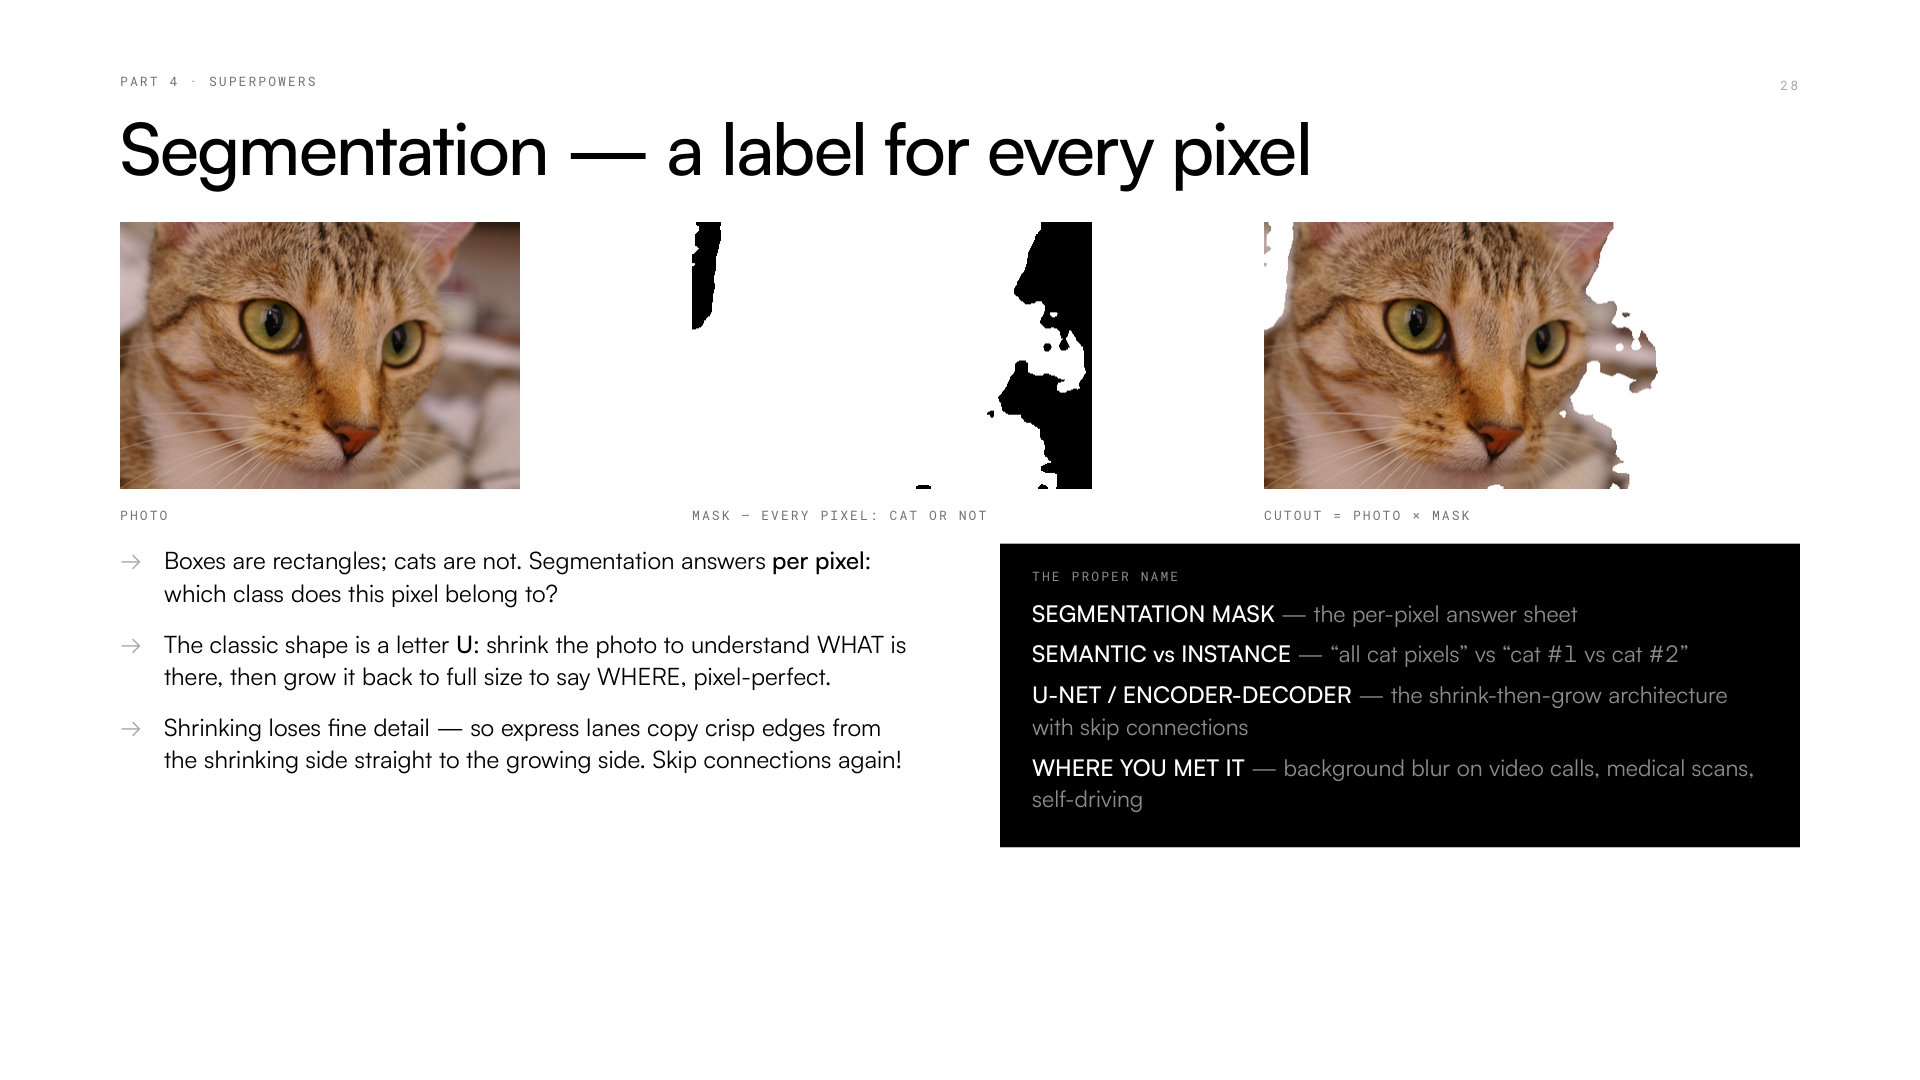 PART 4 · SUPERPOWERS
28
Segmentation — a label for every pixel
PHOTO
MASK — EVERY PIXEL: CAT OR NOT
CUTOUT = PHOTO × MASK
→ Boxes are rectangles; cats are not. Segmentation answers per pixel:
which class does this pixel belong to?
→ The classic shape is a letter U: shrink the photo to understand WHAT is
there, then grow it back to full size to say WHERE, pixel-perfect.
→ Shrinking loses fine detail — so express lanes copy crisp edges from
the shrinking side straight to the growing side. Skip connections again!
THE PROPER NAME
SEGMENTATION MASK — the per-pixel answer sheet
SEMANTIC vs INSTANCE — “all cat pixels” vs “cat #1 vs cat #2”
U-NET / ENCODER-DECODER — the shrink-then-grow architecture
with skip connections
WHERE YOU MET IT — background blur on video calls, medical scans,
self-driving